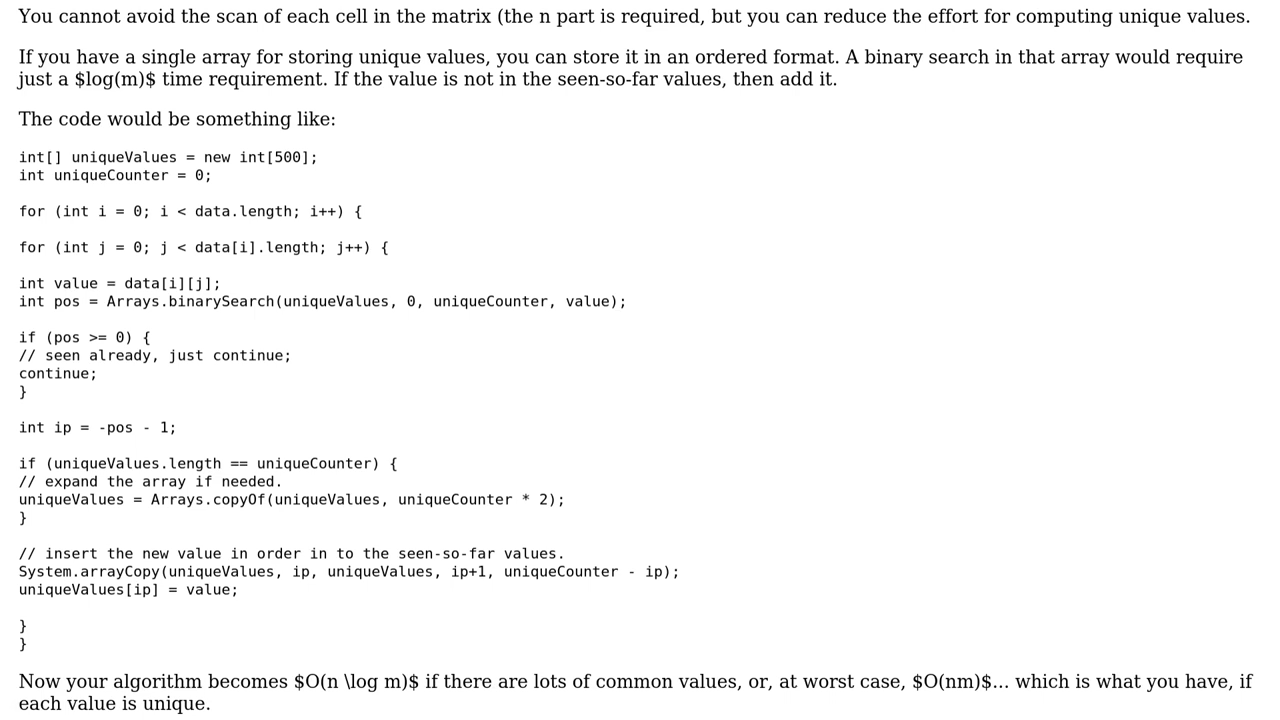 You cannot avoid the scan of each cell in the matrix (the n part is required, but you can reduce the effort for computing unique values.
If you have a single array for storing unique values, you can store it in an ordered format. A binary search in that array would require
just a $log(m)$ time requirement. If the value is not in the seen-so-far values, then add it.
The code would be something like:
int[] uniqueValues = new int[500];
int uniqueCounter = 0;
for (int i = 0; i < data.length; i++) {
for (int j = 0; j < data[i].length; j++) {
int value = data[i][j];
int pos = Arrays.binarySearch(uniqueValues, 0, uniqueCounter, value);
if (pos >= 0) {
// seen already, just continue;
continue;
}
int ip = -pos - 1;
if (uniqueValues.length == uniqueCounter) {
// expand the array if needed.
uniqueValues = Arrays.copyOf(uniqueValues, uniqueCounter * 2);
}
// insert the new value in order in to the seen-so-far values.
System.arrayCopy(uniqueValues, ip, uniqueValues, ip+1, uniqueCounter - ip);
uniqueValues[ip] = value;
}
}
Now your algorithm becomes $O(n \log m)$ if there are lots of common values, or, at worst case, $O(nm)$... which is what you have, if
each value is unique.